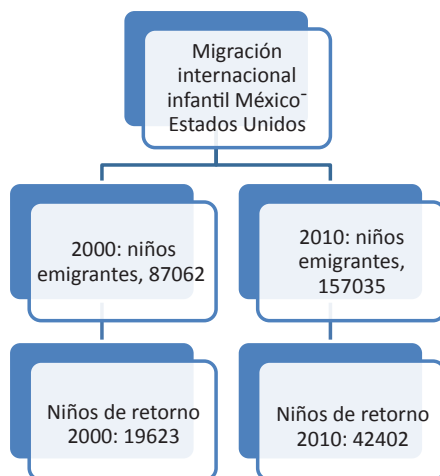 Migración
internacional
infantil México-
Estados Unidos
2000: niños
emigrantes, 87062
2010: niños
emigrantes,
157035
Niños de retorno
2000: 19623
Niños de retorno
2010: 42402